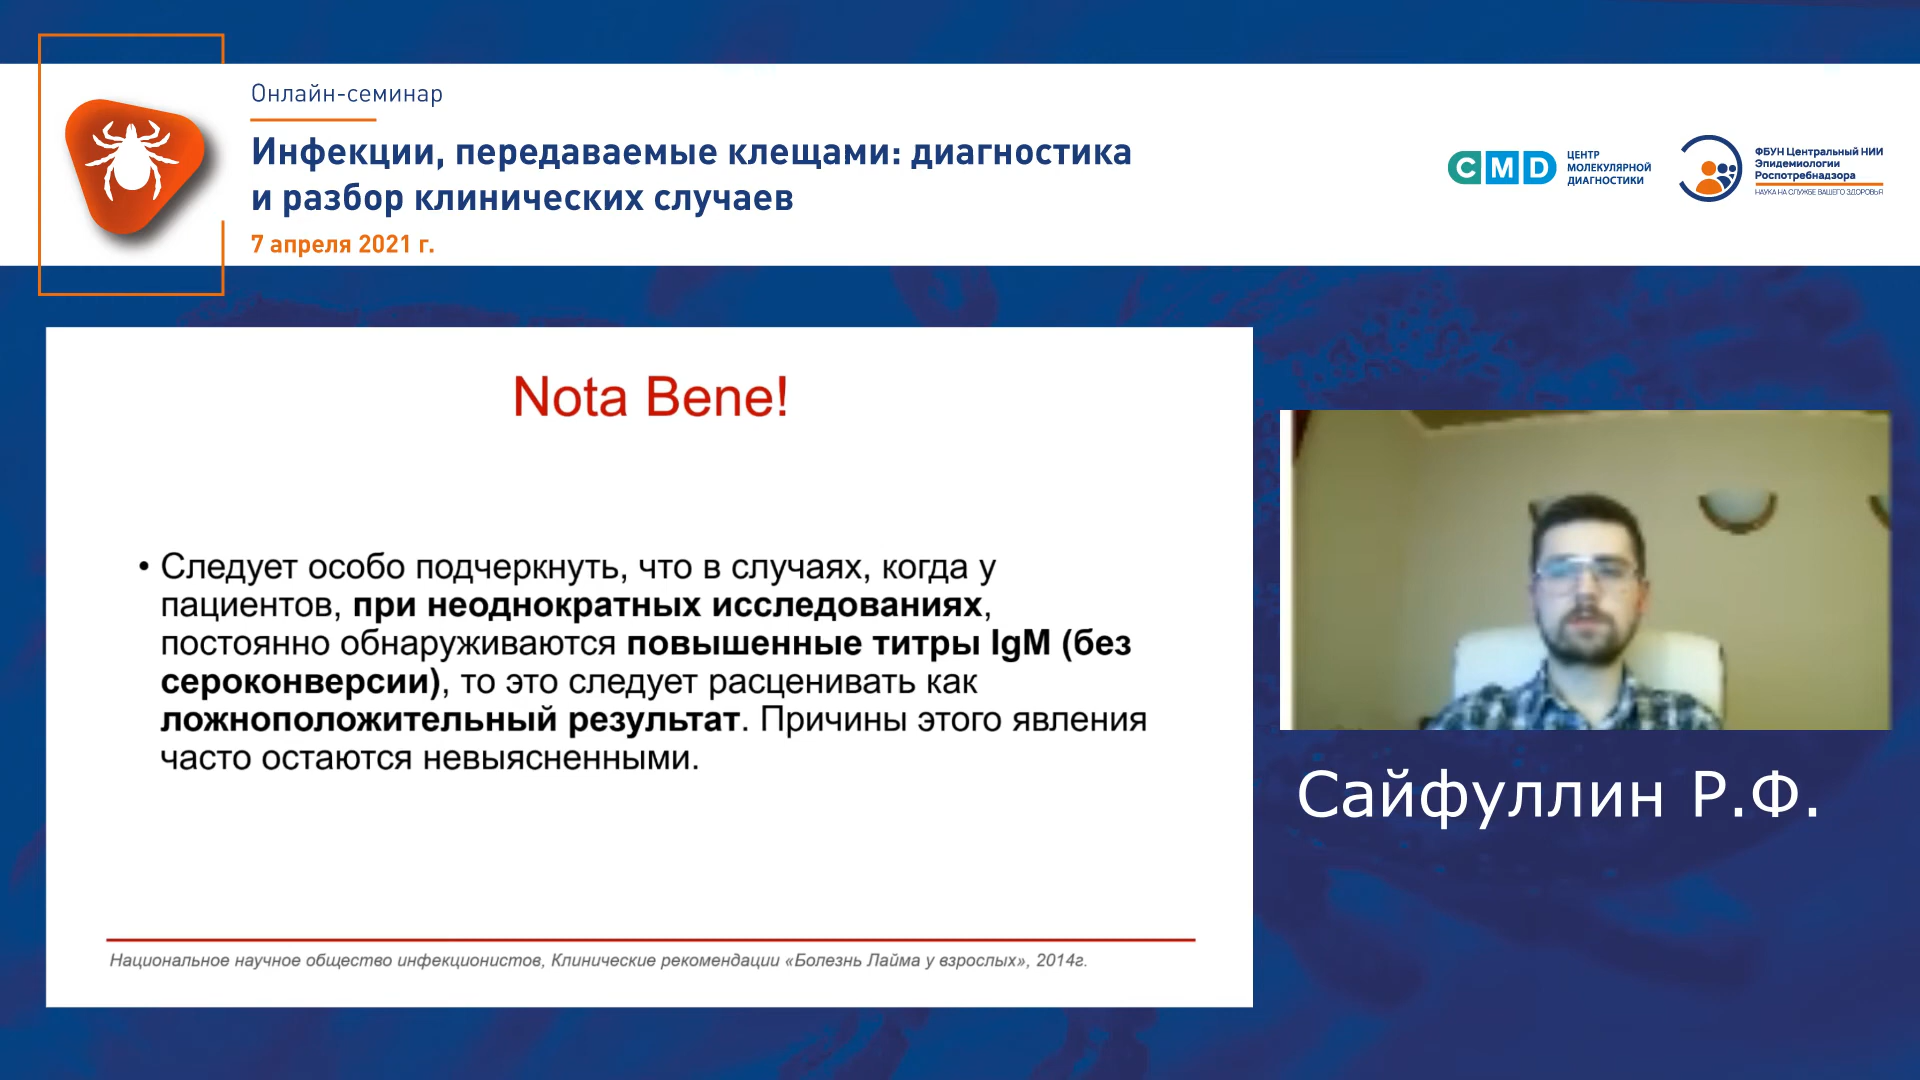 Онлайн-семинар
Инфекции, передаваемые клещами: диагностика
и разбор клинических случаев
7 апреля 2021 г.
CMD
ЦЕНТР
МОЛЕКУЛЯРНОЙ
ДИАГНОСТИКИ
ФБУН Центральный НИИ
Эпидемиологии
Роспотребнадзора
НАУКА НА СЛУЖБЕ ВАШЕГО ЗДОРОВЬЯ
Nota Bene!
• Следует особо подчеркнуть, что в случаях, когда у
пациентов, при неоднократных исследованиях,
постоянно обнаруживаются повышенные титры IgM (без
сероконверсии), то это следует расценивать как
ложноположительный результат. Причины этого явления
часто остаются невыясненными.
Национальное научное общество инфекционистов, Клинические рекомендации «Болезнь Лайма у взрослых», 2014г.
Сайфуллин Р.Ф.